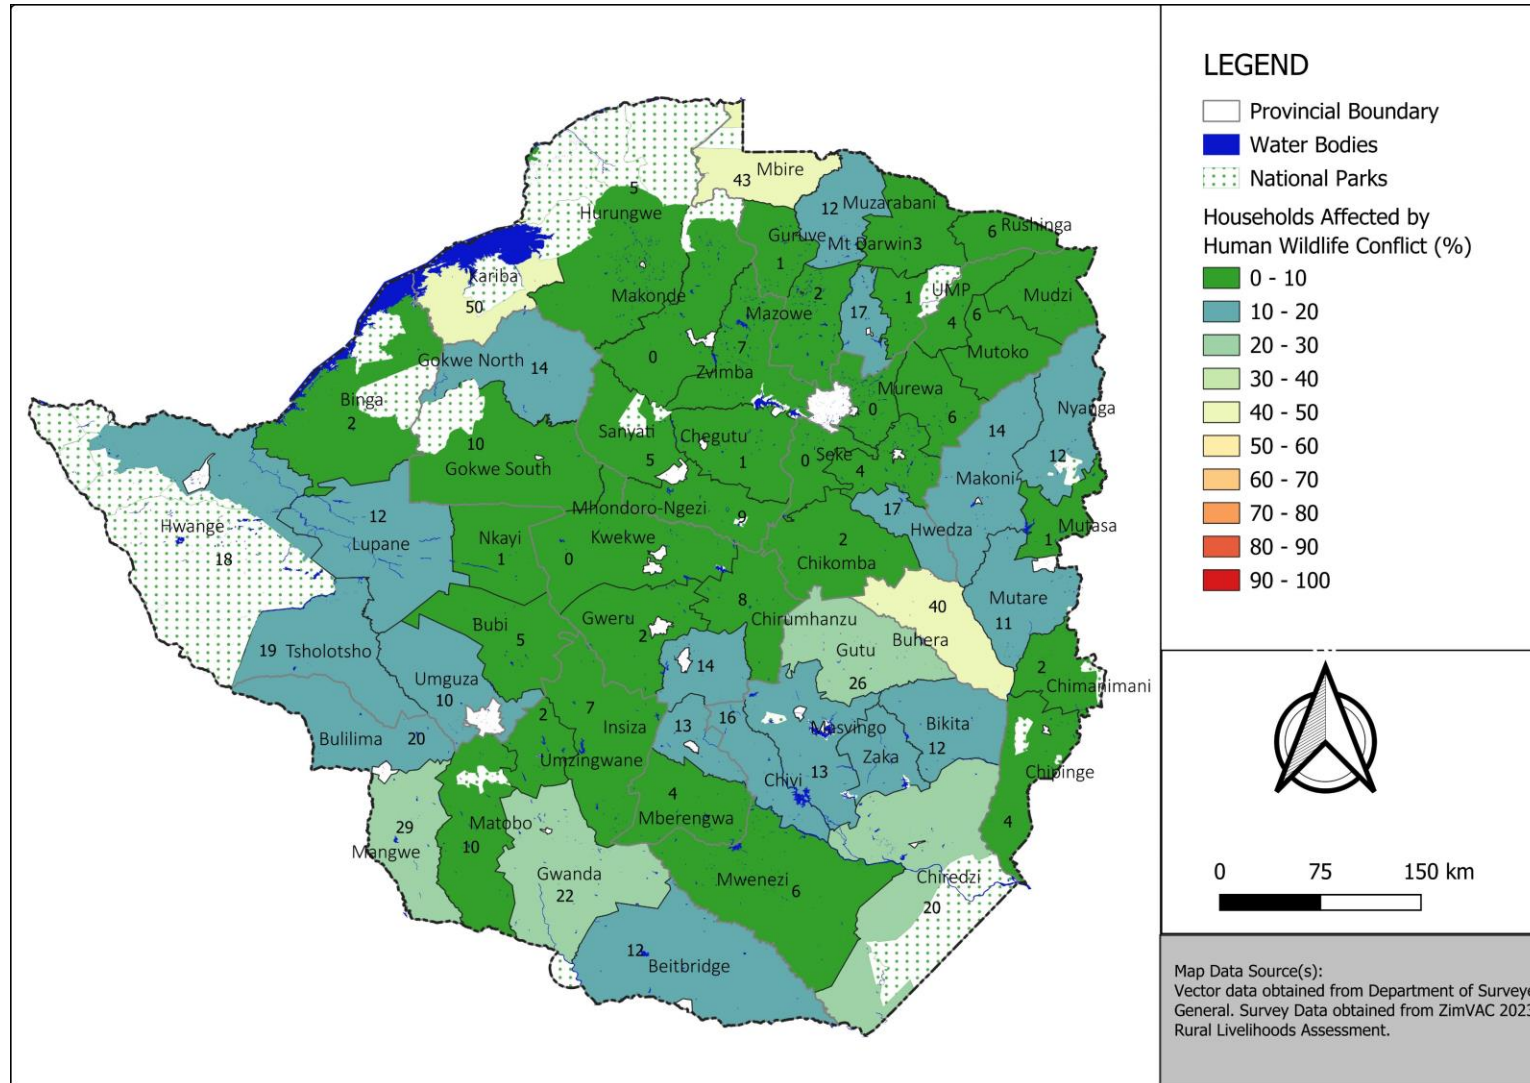 LEGEND
Provincial Boundary
Water Bodies
National Parks
Households Affected by
Human Wildlife Conflict (%)
0 - 10
10 - 20
20 - 30
30 - 40
40 - 50
50 - 60
60 - 70
70 - 80
80 - 90
90 - 100
Mbire
43
5
Hurungwe
12
Muzarabani
Guruve
Mt Darwin3
6
Rushinga
1
Kariba
50
Makonde
2
Mazowe
17
1
UMP
4
6
Mudzi
Mutoko
Gokwe North
14
0
7
Zvimba
Murewa
0
6
Binga
2
10
Gokwe South
Sanyati
5
Chegutu
1
0
Seke
4
Nyanga
14
12
Makoni
Hwange
18
12
Lupane
Nkayi
1
Mhondoro-Ngezi
9
Kwekwe
0
2
Chikomba
17
Hwedza
Mutasa
1
Mutare
11
19
Tsholotsho
Bubi
5
Gweru
2
8
Chirumhanzu
40
Buhera
Gutu
26
2
Chimanimani
Umguza
10
14
Bulilima
20
2
7
Insiza
Umzingwane
13
16
Masvingo
Bikita
12
Zaka
Chivi
13
Chipinge
4
29
Mangwe
Matobo
10
4
Mberengwa
Gwanda
22
Mwenezi
6
Chiredzi
20
12
Beitbridge
0 75 150 km
Map Data Source(s):
Vector data obtained from Department of Surveye
General. Survey Data obtained from ZimVAC 2023
Rural Livelihoods Assessment.